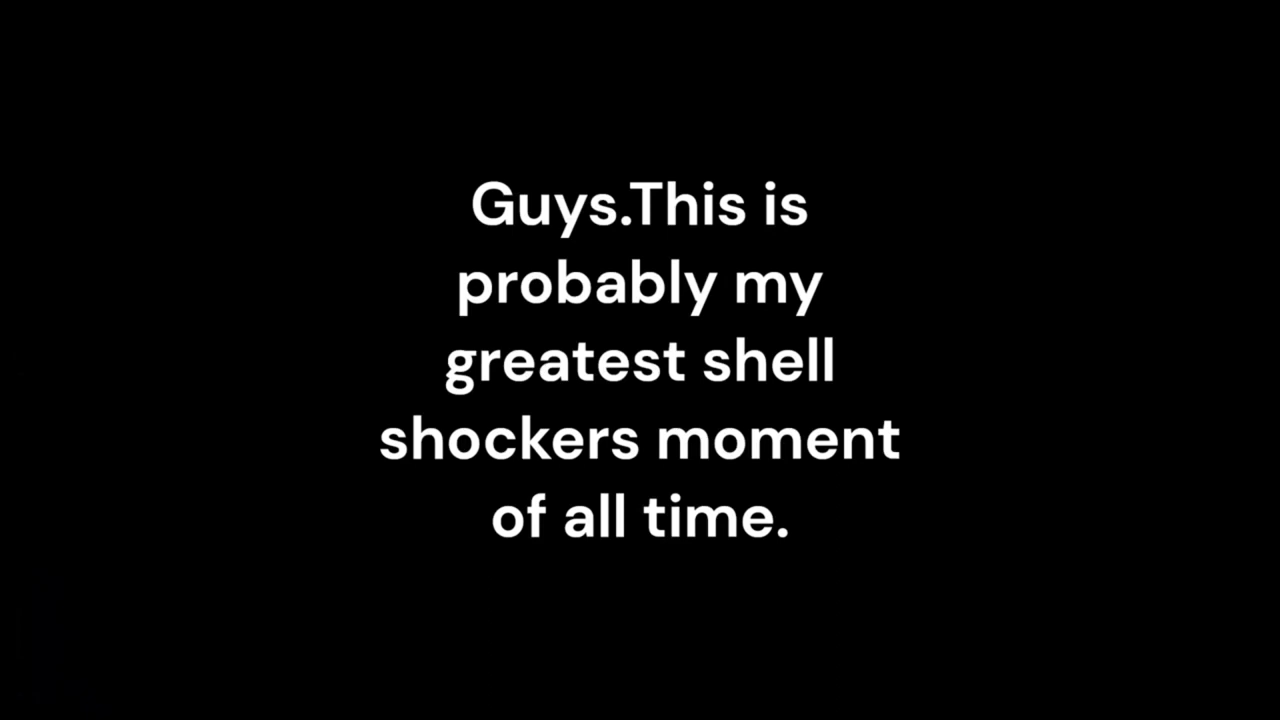 Guys.This is
probably my
greatest shell
shockers moment
of all time.